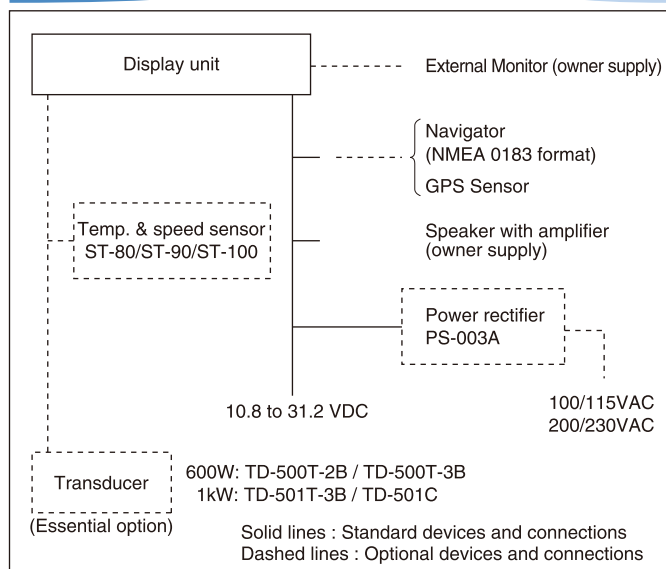 Display unit
External Monitor (owner supply)
Navigator
(NMEA 0183 format)
GPS Sensor
Temp. & speed sensor
ST-80/ST-90/ST-100
Speaker with amplifier
(owner supply)
Power rectifier
PS-003A
10.8 to 31.2 VDC
100/115VAC
200/230VAC
Transducer
(Essential option)
600W: TD-500T-2B / TD-500T-3B
1kW: TD-501T-3B / TD-501C
Solid lines : Standard devices and connections
Dashed lines : Optional devices and connections